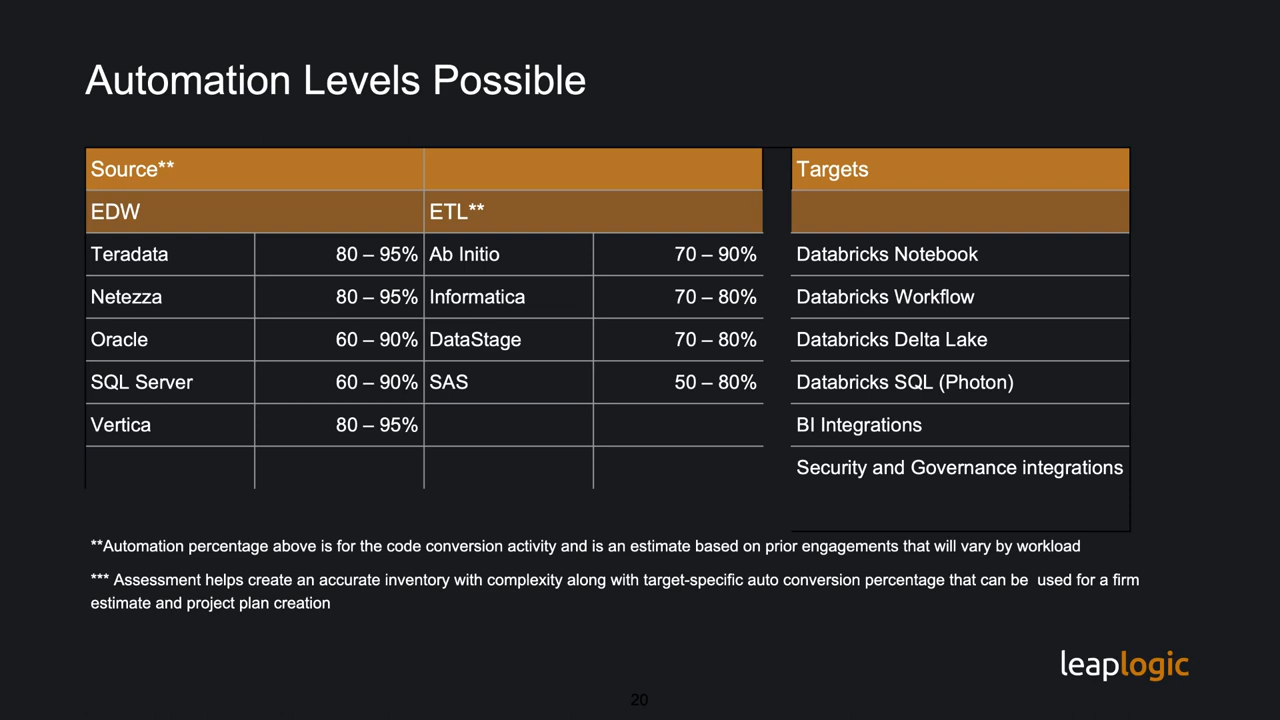 Automation Levels Possible
Source**
Targets
EDW
ETL**
Teradata 80 – 95% Ab Initio 70 – 90% Databricks Notebook
Netezza 80 – 95% Informatica 70 – 80% Databricks Workflow
Oracle 60 – 90% DataStage 70 – 80% Databricks Delta Lake
SQL Server 60 – 90% SAS 50 – 80% Databricks SQL (Photon)
Vertica 80 – 95% BI Integrations
Security and Governance integrations
**Automation percentage above is for the code conversion activity and is an estimate based on prior engagements that will vary by workload
*** Assessment helps create an accurate inventory with complexity along with target-specific auto conversion percentage that can be used for a firm
estimate and project plan creation
leaplogic
20